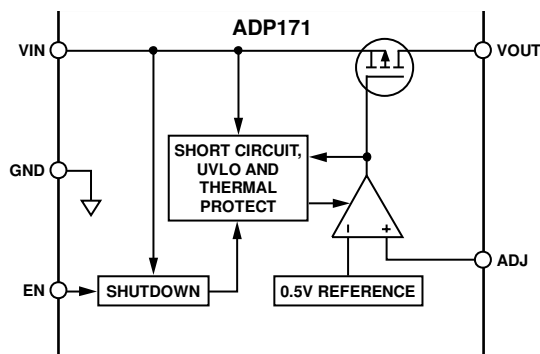 ADP171
VIN
VOUT
SHORT CIRCUIT,
UVLO AND
THERMAL
PROTECT
GND
– +
ADJ
EN
SHUTDOWN
0.5V REFERENCE